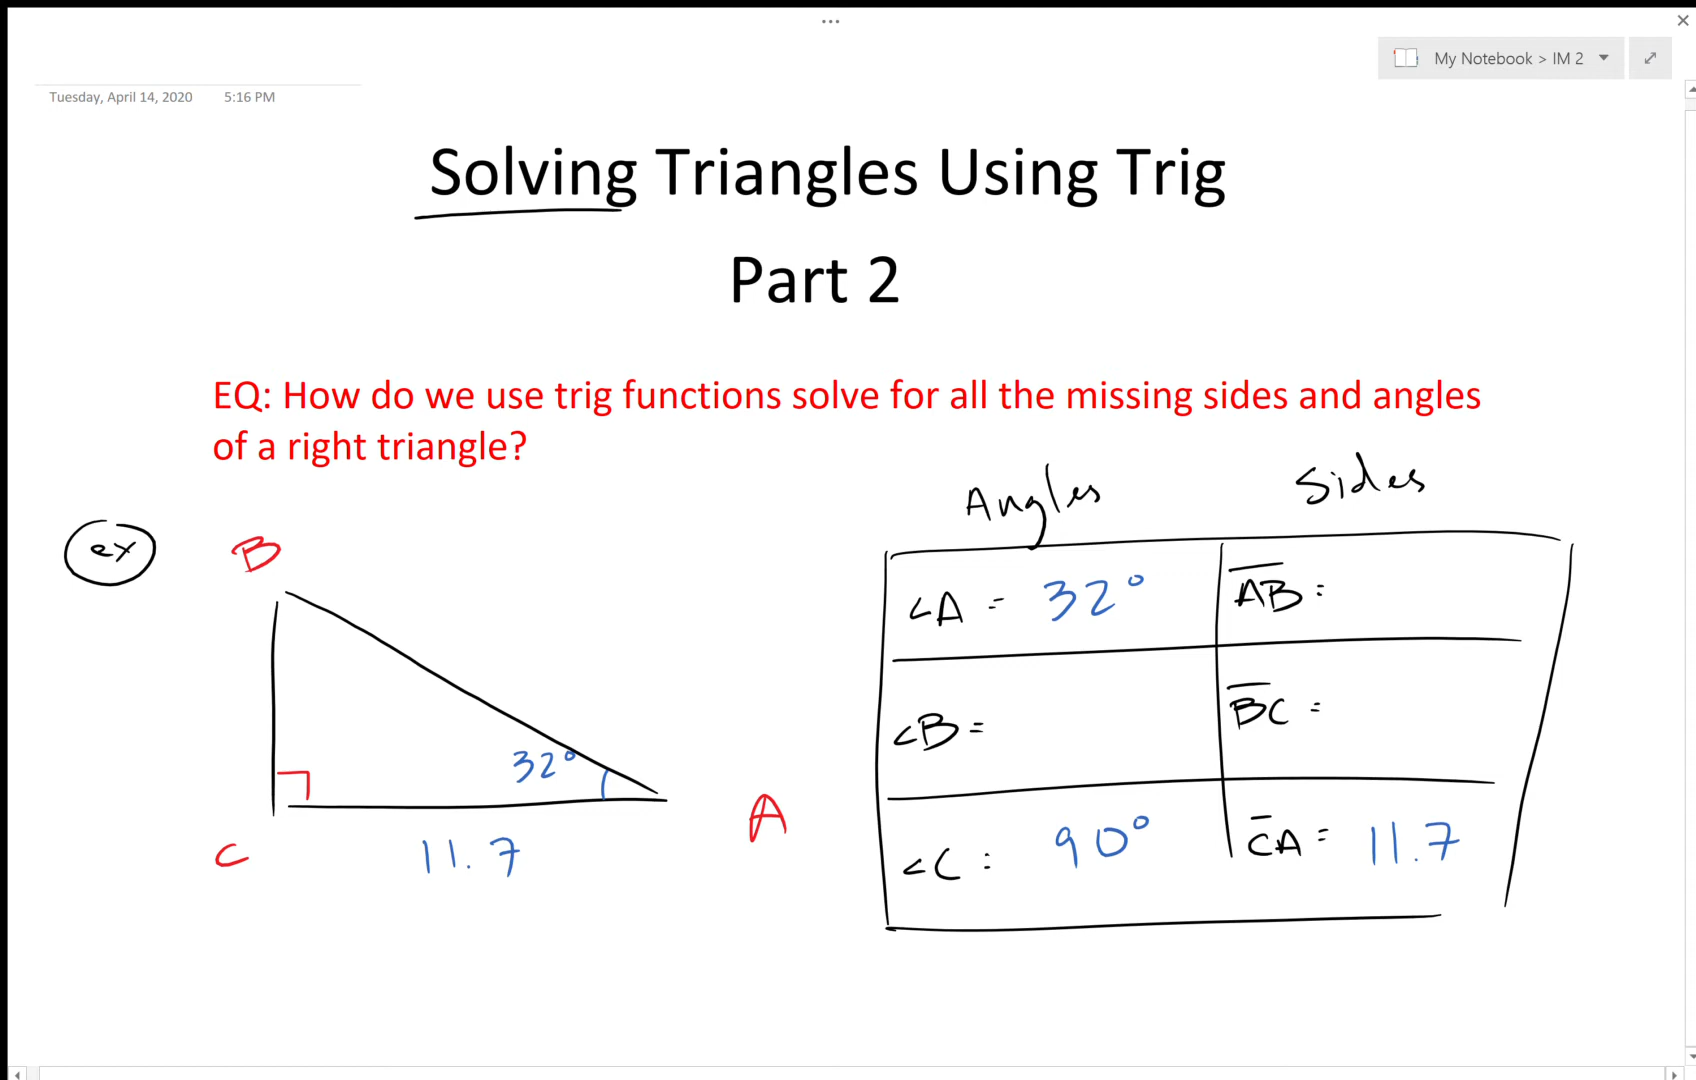 ...
My Notebook > IM 2
Tuesday, April 14, 2020 5:16 PM
Solving Triangles Using Trig
Part 2
EQ: How do we use trig functions solve for all the missing sides and angles
of a right triangle?
Angles Sides
ex B
∠A = 32° AB =
∠B = BC =
32°
A
∠C = 90° CA = 11.7
C 11.7